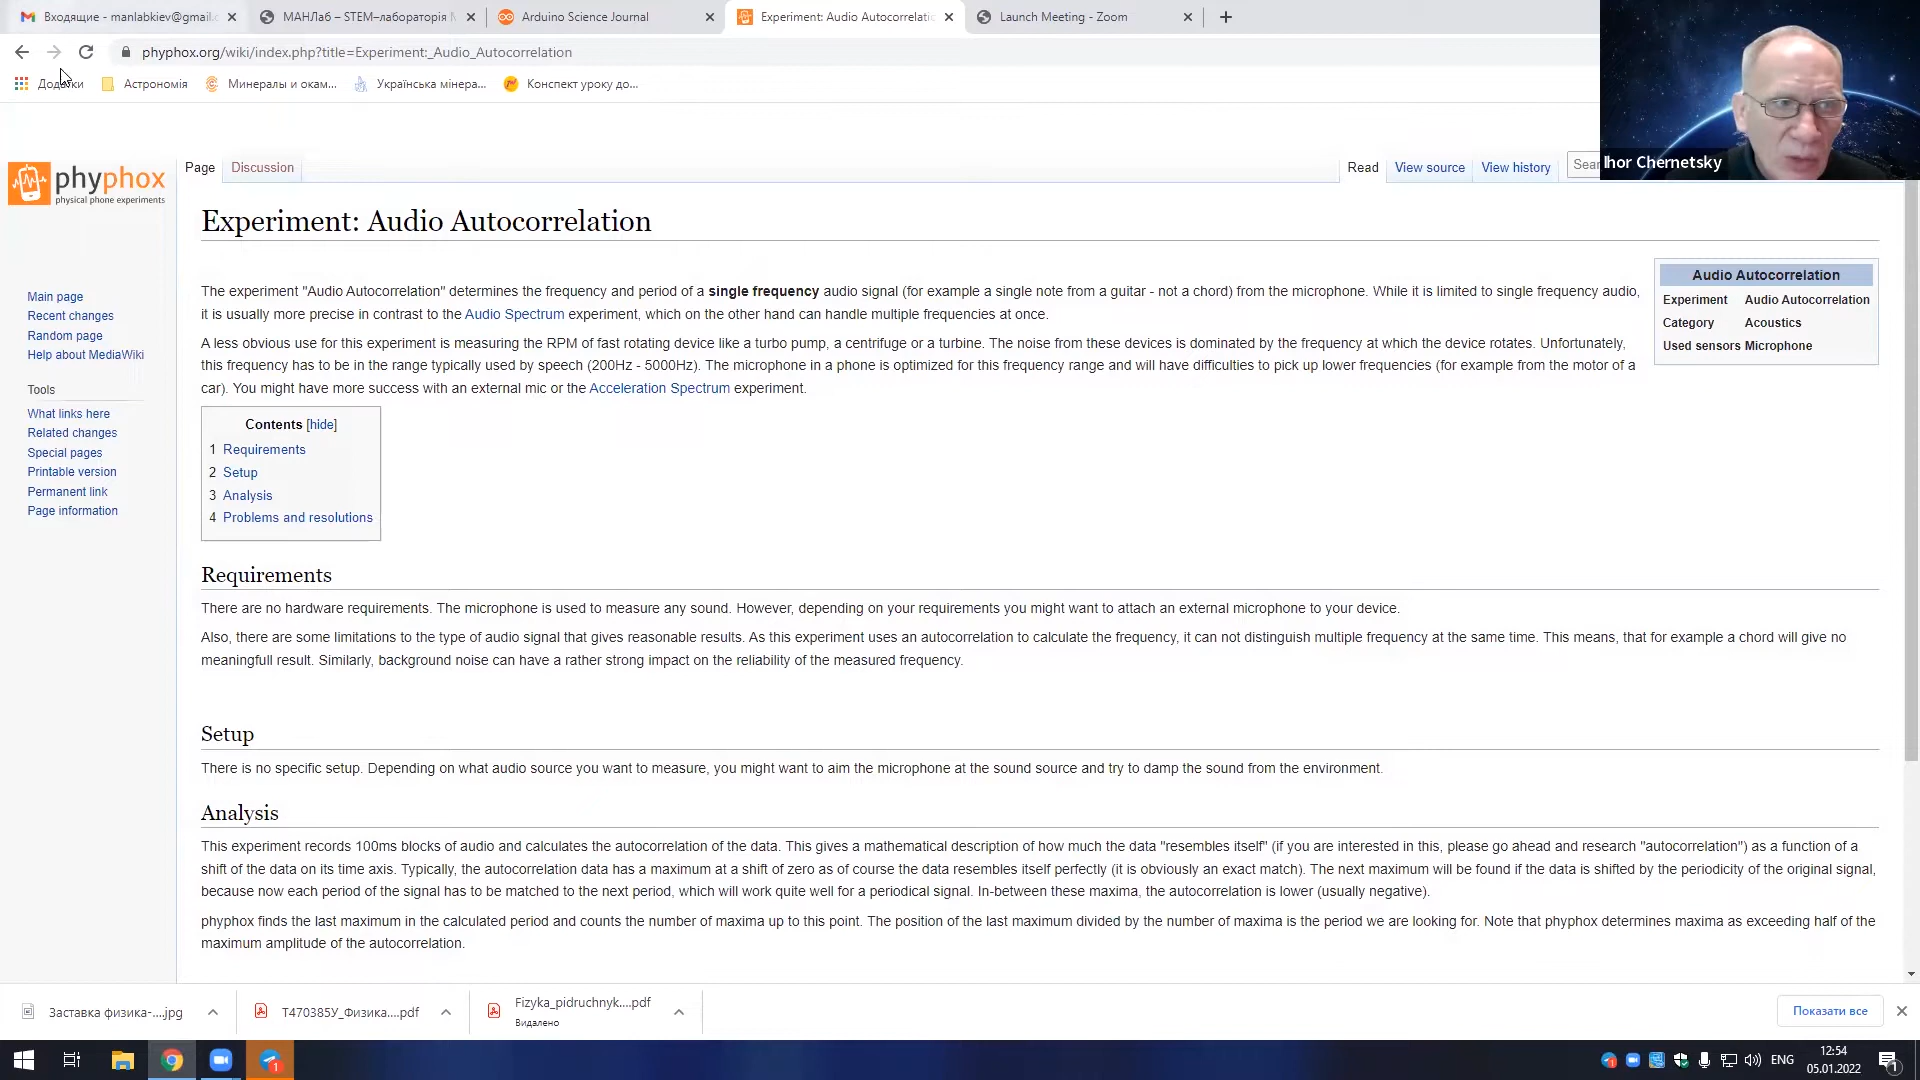 Входящие - manlabkiev@gmail.c
МАНЛаб – STEM–лабораторія М
Arduino Science Journal
Experiment: Audio Autocorrelatio
Launch Meeting - Zoom
phyphox.org/wiki/index.php?title=Experiment:_Audio_Autocorrelation
Додатки
Астрономія
Минералы и окам...
Українська мінера...
Конспект уроку до...
Ihor Chernetsky
phyphox
physical phone experiments
Page
Discussion
Read
View source
View history
Sear
Experiment: Audio Autocorrelation
The experiment "Audio Autocorrelation" determines the frequency and period of a single frequency audio signal (for example a single note from a guitar - not a chord) from the microphone. While it is limited to single frequency audio,
it is usually more precise in contrast to the Audio Spectrum experiment, which on the other hand can handle multiple frequencies at once.
A less obvious use for this experiment is measuring the RPM of fast rotating device like a turbo pump, a centrifuge or a turbine. The noise from these devices is dominated by the frequency at which the device rotates. Unfortunately,
this frequency has to be in the range typically used by speech (200Hz - 5000Hz). The microphone in a phone is optimized for this frequency range and will have difficulties to pick up lower frequencies (for example from the motor of a
car). You might have more success with an external mic or the Acceleration Spectrum experiment.
Audio Autocorrelation
Experiment Audio Autocorrelation
Category Acoustics
Used sensors Microphone
Main page
Recent changes
Random page
Help about MediaWiki
Tools
What links here
Related changes
Special pages
Printable version
Permanent link
Page information
Contents [hide]
1 Requirements
2 Setup
3 Analysis
4 Problems and resolutions
Requirements
There are no hardware requirements. The microphone is used to measure any sound. However, depending on your requirements you might want to attach an external microphone to your device.
Also, there are some limitations to the type of audio signal that gives reasonable results. As this experiment uses an autocorrelation to calculate the frequency, it can not distinguish multiple frequency at the same time. This means, that for example a chord will give no
meaningfull result. Similarly, background noise can have a rather strong impact on the reliability of the measured frequency.
Setup
There is no specific setup. Depending on what audio source you want to measure, you might want to aim the microphone at the sound source and try to damp the sound from the environment.
Analysis
This experiment records 100ms blocks of audio and calculates the autocorrelation of the data. This gives a mathematical description of how much the data "resembles itself" (if you are interested in this, please go ahead and research "autocorrelation") as a function of a
shift of the data on its time axis. Typically, the autocorrelation data has a maximum at a shift of zero as of course the data resembles itself perfectly (it is obviously an exact match). The next maximum will be found if the data is shifted by the periodicity of the original signal,
because now each period of the signal has to be matched to the next period, which will work quite well for a periodical signal. In-between these maxima, the autocorrelation is lower (usually negative).
phyphox finds the last maximum in the calculated period and counts the number of maxima up to this point. The position of the last maximum divided by the number of maxima is the period we are looking for. Note that phyphox determines maxima as exceeding half of the
maximum amplitude of the autocorrelation.
Заставка физика-....jpg
Т470385У_Физика....pdf
Fizyka_pidruchnyk....pdf
Видалено
Показати все
1
ENG
12:54
05.01.2022
1